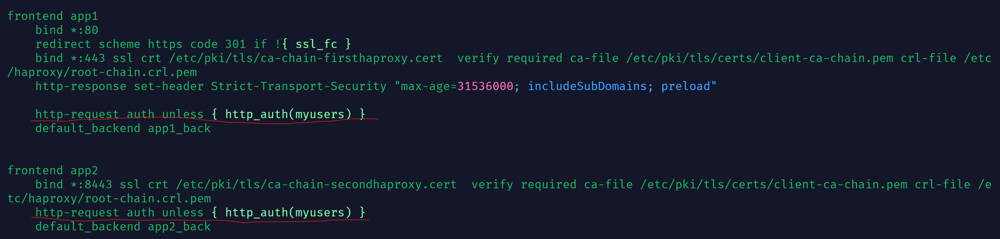 frontend app1
bind *:80
redirect scheme https code 301 if !{ ssl_fc }
bind *:443 ssl crt /etc/pki/tls/ca-chain-firsthaproxy.cert  verify required ca-file /etc/pki/tls/certs/client-ca-chain.pem crl-file /etc
/haproxy/root-chain.crl.pem
http-response set-header Strict-Transport-Security "max-age=31536000; includeSubDomains; preload"
http-request auth unless { http_auth(myusers) }
default_backend app1_back
frontend app2
bind *:8443 ssl crt /etc/pki/tls/ca-chain-secondhaproxy.cert  verify required ca-file /etc/pki/tls/certs/client-ca-chain.pem crl-file /e
tc/haproxy/root-chain.crl.pem
http-request auth unless { http_auth(myusers) }
default_backend app2_back